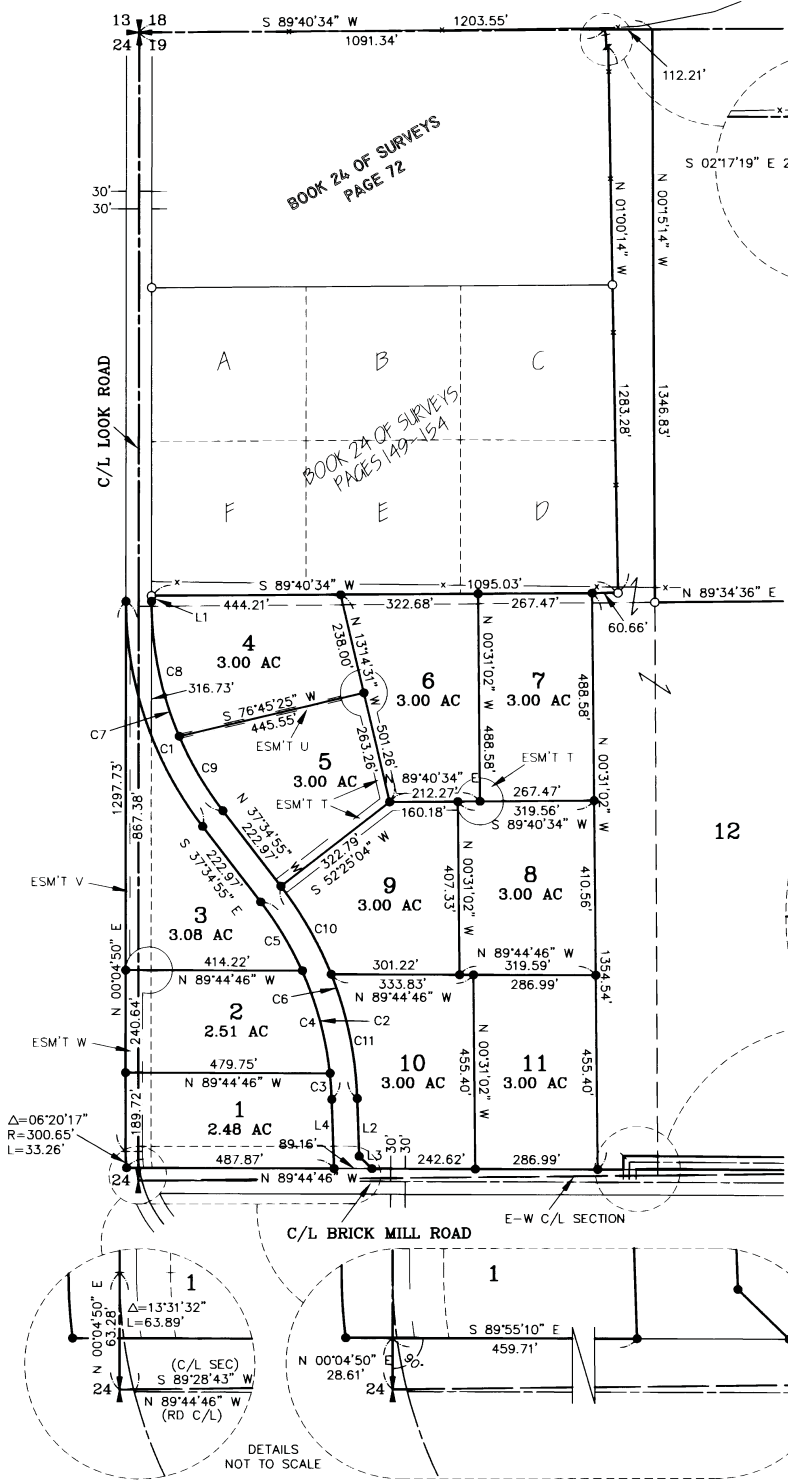 13 18
24 19
S 89°40'34" W
1203.55'
1091.34'
112.21'
S 02°17'19" E 2
BOOK 24 OF SURVEYS
PAGE 72
30'
30'
N 01°00'14" W
N 00°15'14" W
C/L LOOK ROAD
A
B
C
BOOK 24 OF SURVEYS
PAGES 149-154
1283.28'
1346.83'
F
E
D
S 89°40'34" W
1095.03'
N 89°34'36" E
L1
444.21'
322.68'
267.47'
60.66'
4
3.00 AC
C8
316.73'
C7
C1
N 13°14'31" W
238.00'
S 76°45'25" W
445.55'
ESM'T U
6
3.00 AC
N 00°31'02" W
488.58'
7
3.00 AC
488.58'
N 00°31'02" W
5
3.00 AC
263.26'
501.26'
ESM'T T
C9
N 89°40'34" E
212.27'
160.18'
ESM'T T
267.47'
319.56'
S 89°40'34" W
12
1297.73'
867.38'
N 37°34'55" W
222.97'
222.97'
S 37°34'55" E
322.79'
S 52°25'04" W
ESM'T V
9
3.00 AC
407.33'
N 00°31'02" W
8
3.00 AC
410.56'
3
3.08 AC
C5
C10
N 00°04'50" E
414.22'
N 89°44'46" W
301.22'
333.83'
N 89°44'46" W
N 89°44'46" W
319.59'
286.99'
1354.54'
C6
2
2.51 AC
C4
C2
C11
240.64'
ESM'T W
479.75'
N 89°44'46" W
10
3.00 AC
455.40'
N 00°31'02" W
11
3.00 AC
455.40'
C3
L2
L4
L3
1
2.48 AC
189.72'
Δ=06°20'17"
R=300.65'
L=33.26'
89.16'
30'
30'
487.87'
242.62'
286.99'
24
N 89°44'46" W
C/L BRICK MILL ROAD
E-W C/L SECTION
1
Δ=13°31'32"
L=63.89'
N 00°04'50" E
63.28'
(C/L SEC)
S 89°28'43" W
24
N 89°44'46" W
(RD C/L)
1
S 89°55'10" E
459.71'
N 00°04'50" E
28.61'
90°
24
DETAILS
NOT TO SCALE